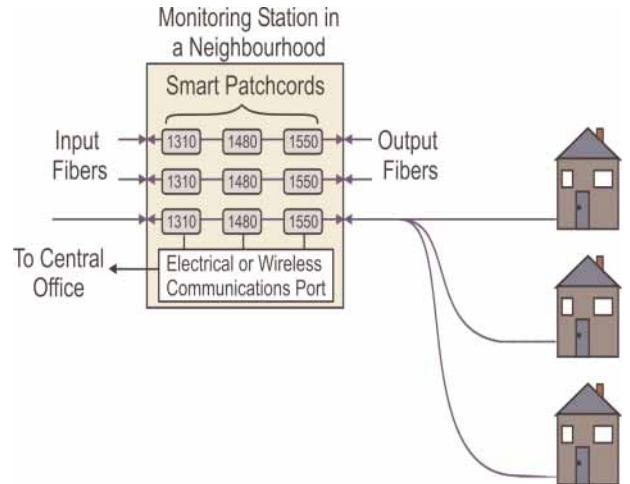 Monitoring Station in
a Neighbourhood
Smart Patchcords
Input
Fibers
1310 1480 1550
Output
Fibers
1310 1480 1550
1310 1480 1550
To Central
Office
Electrical or Wireless
Communications Port